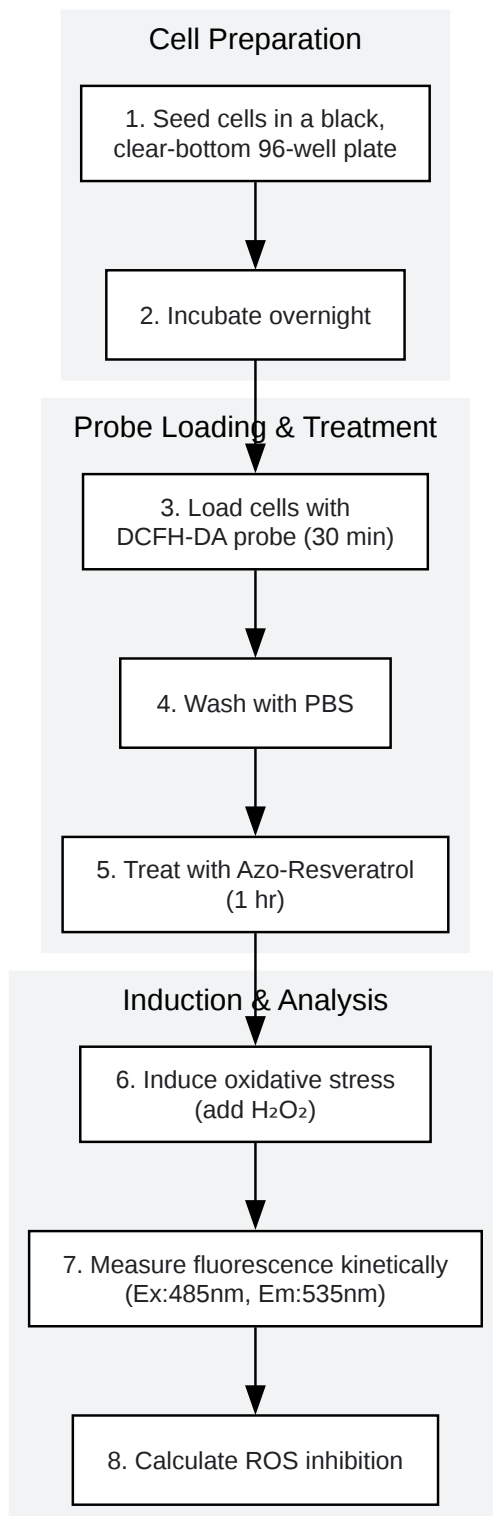 Cell Preparation
1. Seed cells in a black,
clear-bottom 96-well plate
2. Incubate overnight
Probe Loading & Treatment
3. Load cells with
DCFH-DA probe (30 min)
4. Wash with PBS
5. Treat with Azo-Resveratrol
(1 hr)
Induction & Analysis
6. Induce oxidative stress
(add H₂O₂)
7. Measure fluorescence kinetically
(Ex:485nm, Em:535nm)
8. Calculate ROS inhibition